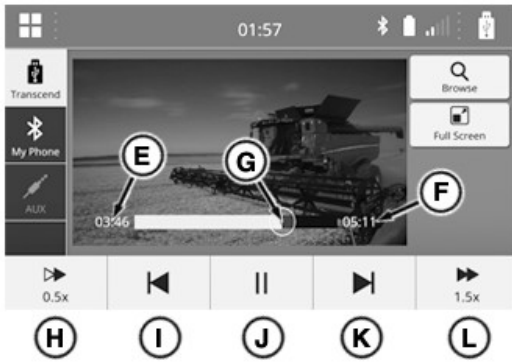 01:57
Transcend
Browse
My Phone
Full Screen
E
G
F
AUX
03:46
05:11
0.5x
1.5x
H
I
J
K
L